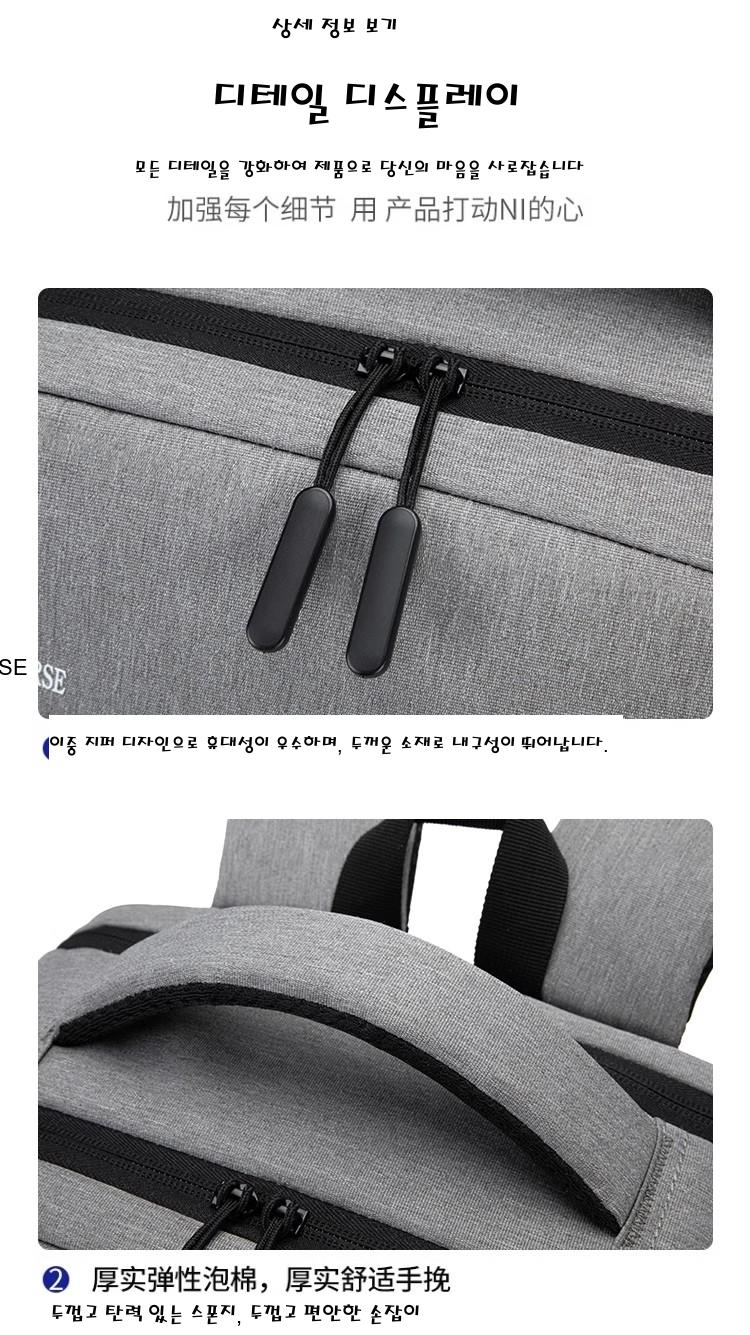 상세 정보 보기
디테일 디스플레이
모든 디테일을 강화하여 제품으로 당신의 마음을 사로잡습니다
加强每个细节 用 产品打动NI的心
SE
RSE
이중 지퍼 디자인으로 휴대성이 우수하며, 두꺼운 소재로 내구성이 뛰어납니다.
2 厚实弹性泡棉，厚实舒适手挽
두껍고 탄력 있는 스폰지, 두껍고 편안한 손잡이